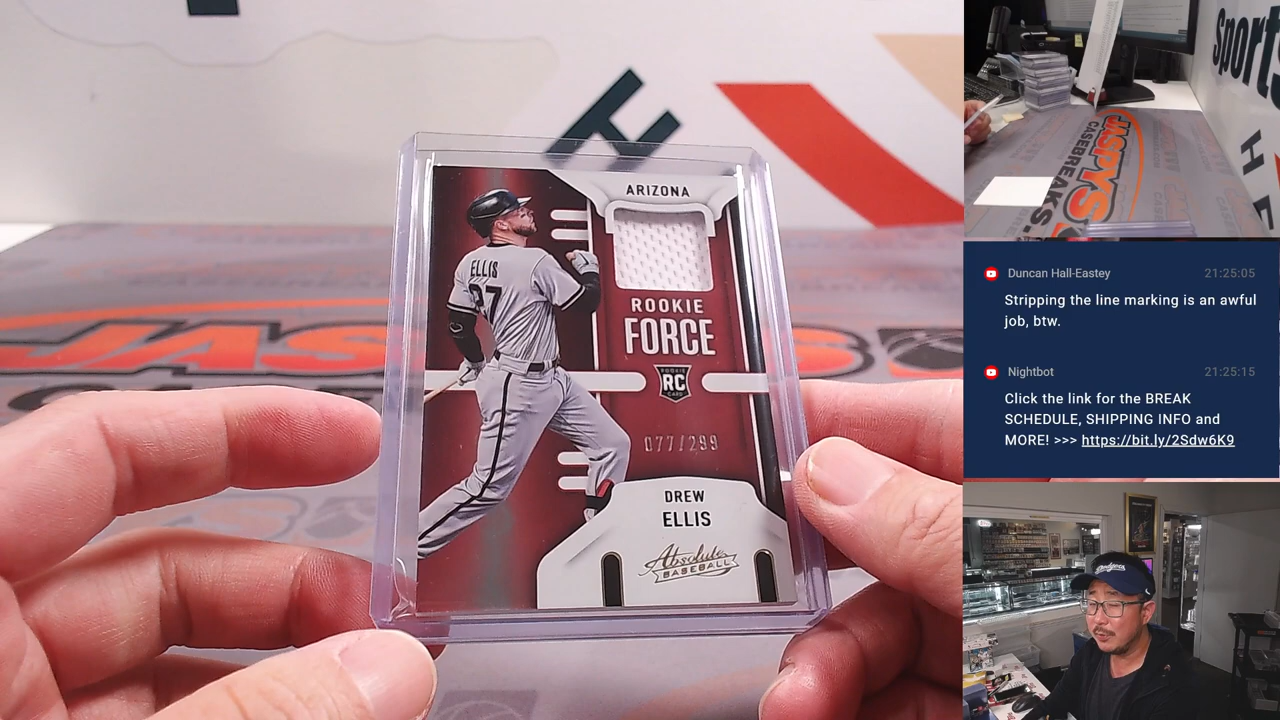 ARIZONA
ELLIS
27
ROOKIE
FORCE
ROOKIE
RC
CARD
077/299
DREW
ELLIS
Absolute
BASEBALL
JASPYS
CASEBREAKS.
Sports
Duncan Hall-Eastey 21:25:05
Stripping the line marking is an awful
job, btw.
Nightbot 21:25:15
Click the link for the BREAK
SCHEDULE, SHIPPING INFO and
MORE! >>> https://bit.ly/2Sdw6K9
Dodgers